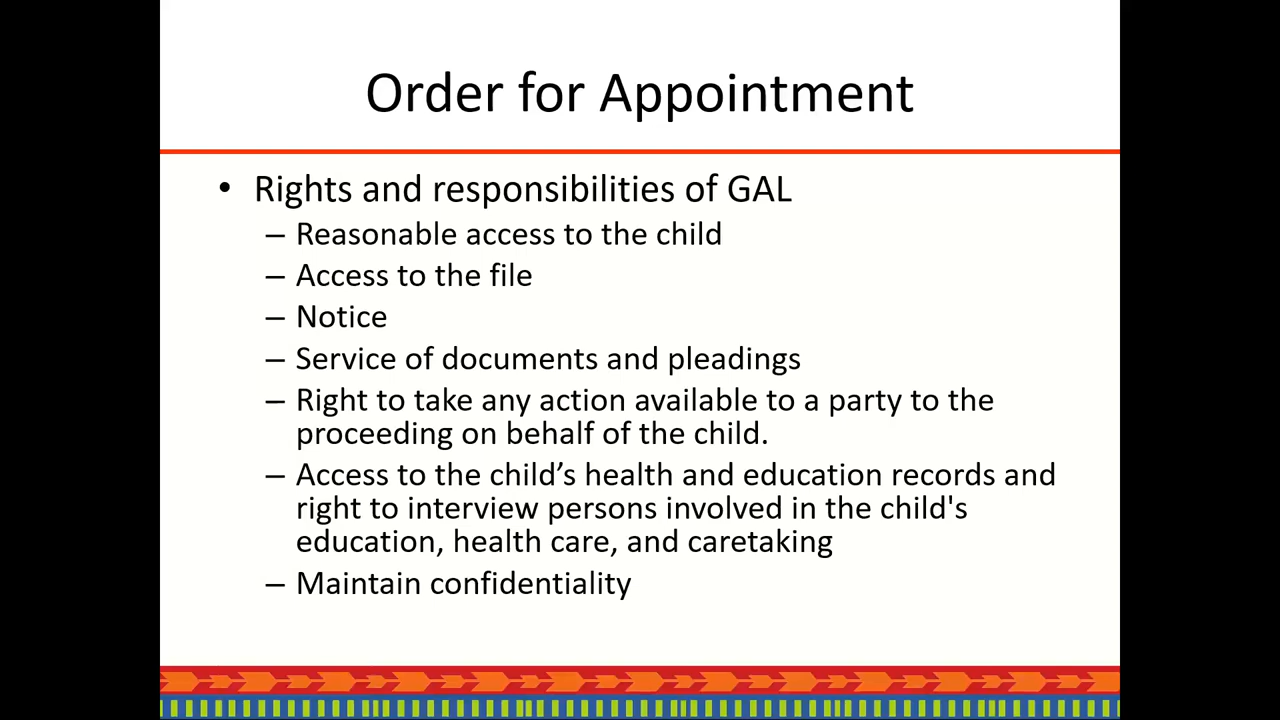 Order for Appointment
• Rights and responsibilities of GAL
– Reasonable access to the child
– Access to the file
– Notice
– Service of documents and pleadings
– Right to take any action available to a party to the
proceeding on behalf of the child.
– Access to the child’s health and education records and
right to interview persons involved in the child's
education, health care, and caretaking
– Maintain confidentiality